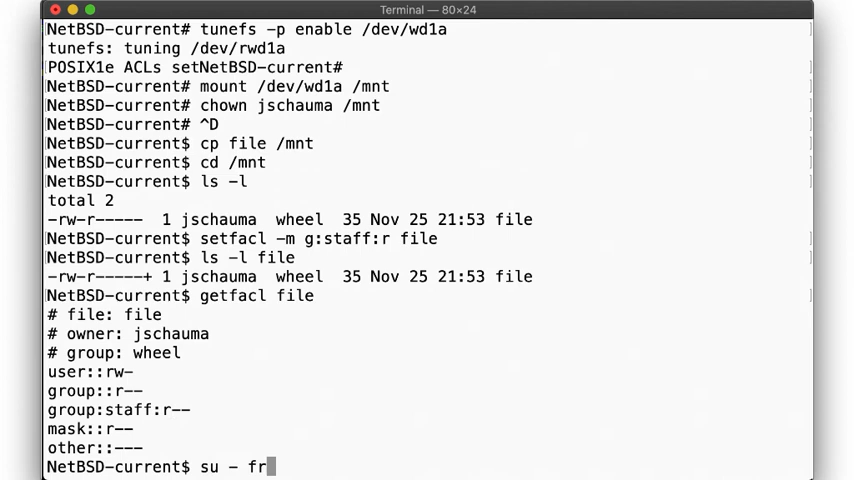 Terminal — 80×24
NetBSD-current# tunefs -p enable /dev/wd1a
tunefs: tuning /dev/rwd1a
POSIX1e ACLs setNetBSD-current#
NetBSD-current# mount /dev/wd1a /mnt
NetBSD-current# chown jschauma /mnt
NetBSD-current# ^D
NetBSD-current$ cp file /mnt
NetBSD-current$ cd /mnt
NetBSD-current$ ls -l
total 2
-rw-r-----  1 jschauma  wheel  35 Nov 25 21:53 file
NetBSD-current$ setfacl -m g:staff:r file
NetBSD-current$ ls -l file
-rw-r-----+ 1 jschauma  wheel  35 Nov 25 21:53 file
NetBSD-current$ getfacl file
# file: file
# owner: jschauma
# group: wheel
user::rw-
group::r--
group:staff:r--
mask::r--
other::---
NetBSD-current$ su - fr